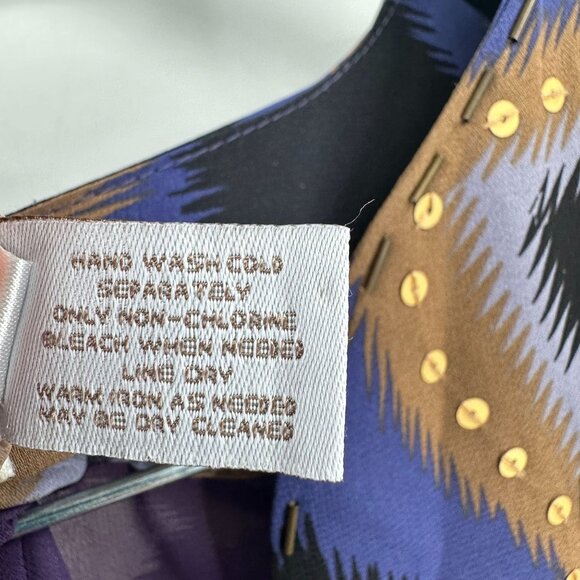 HAND WASH COLD
SEPARATELY
ONLY NON-CHLORINE
BLEACH WHEN NEEDED
LINE DRY
WARM IRON AS NEEDED
MAY BE DRY CLEANED